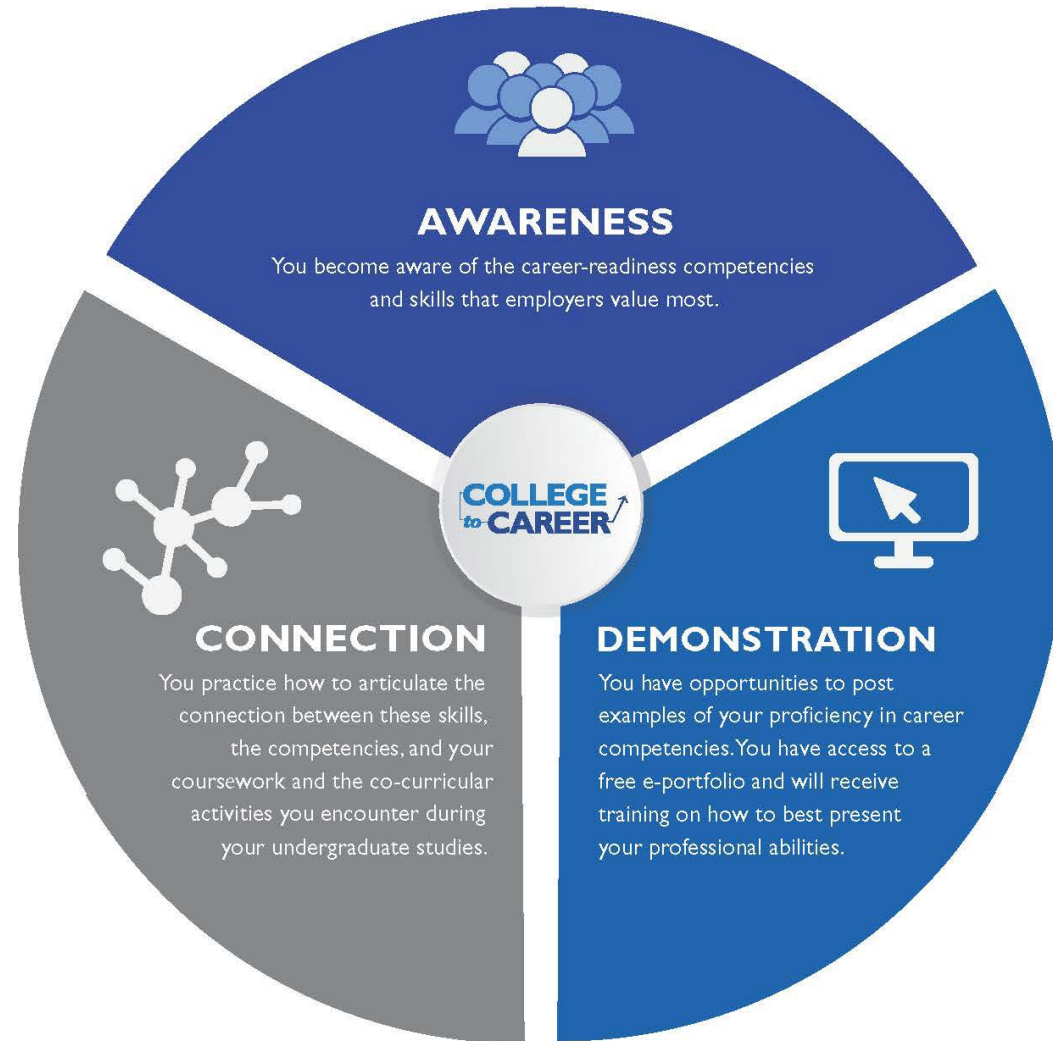 AWARENESS
You become aware of the career-readiness competencies
and skills that employers value most.
COLLEGE
to CAREER
CONNECTION
You practice how to articulate the
connection between these skills,
the competencies, and your
coursework and the co-curricular
activities you encounter during
your undergraduate studies.
DEMONSTRATION
You have opportunities to post
examples of your proficiency in career
competencies.You have access to a
free e-portfolio and will receive
training on how to best present
your professional abilities.